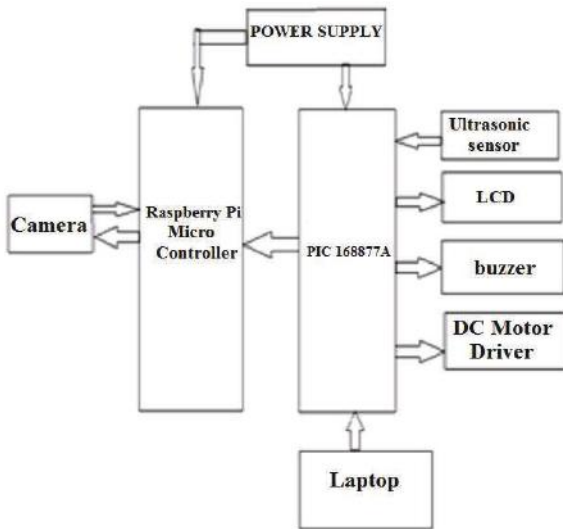 POWER SUPPLY
Ultrasonic
sensor
LCD
Camera
Raspberry Pi
Micro
Controller
PIC 168877A
buzzer
DC Motor
Driver
Laptop